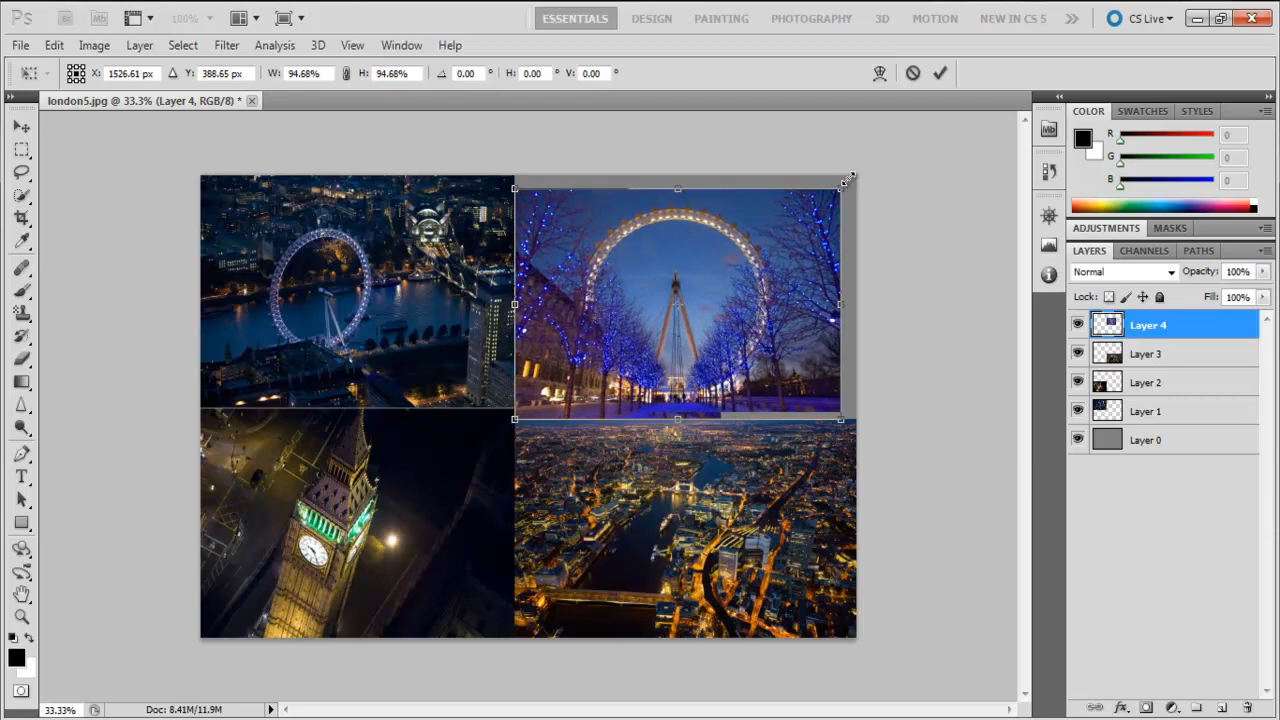 Ps Br Mb 100% ESSENTIALS DESIGN PAINTING PHOTOGRAPHY 3D MOTION NEW IN CS 5 CS Live
File Edit Image Layer Select Filter Analysis 3D View Window Help
X: 1526.61 px Y: 388.65 px W: 94.68% H: 94.68% 0.00 ° H: 0.00 ° V: 0.00 °
london5.jpg @ 33.3% (Layer 4, RGB/8) *
COLOR SWATCHES STYLES
Mb
R 0
G 0
B 0
ADJUSTMENTS MASKS
LAYERS CHANNELS PATHS
Normal Opacity: 100%
Lock: Fill: 100%
Layer 4
Layer 3
Layer 2
Layer 1
Layer 0
33.33% Doc: 8.41M/11.9M